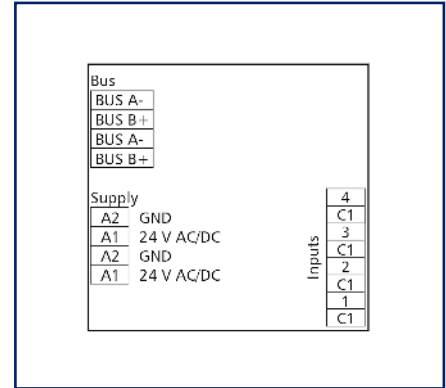 Bus
BUS A-
BUS B+
BUS A-
BUS B+
Supply
A2 GND
A1 24 V AC/DC
A2 GND
A1 24 V AC/DC
Inputs
4
C1
3
C1
2
C1
1
C1